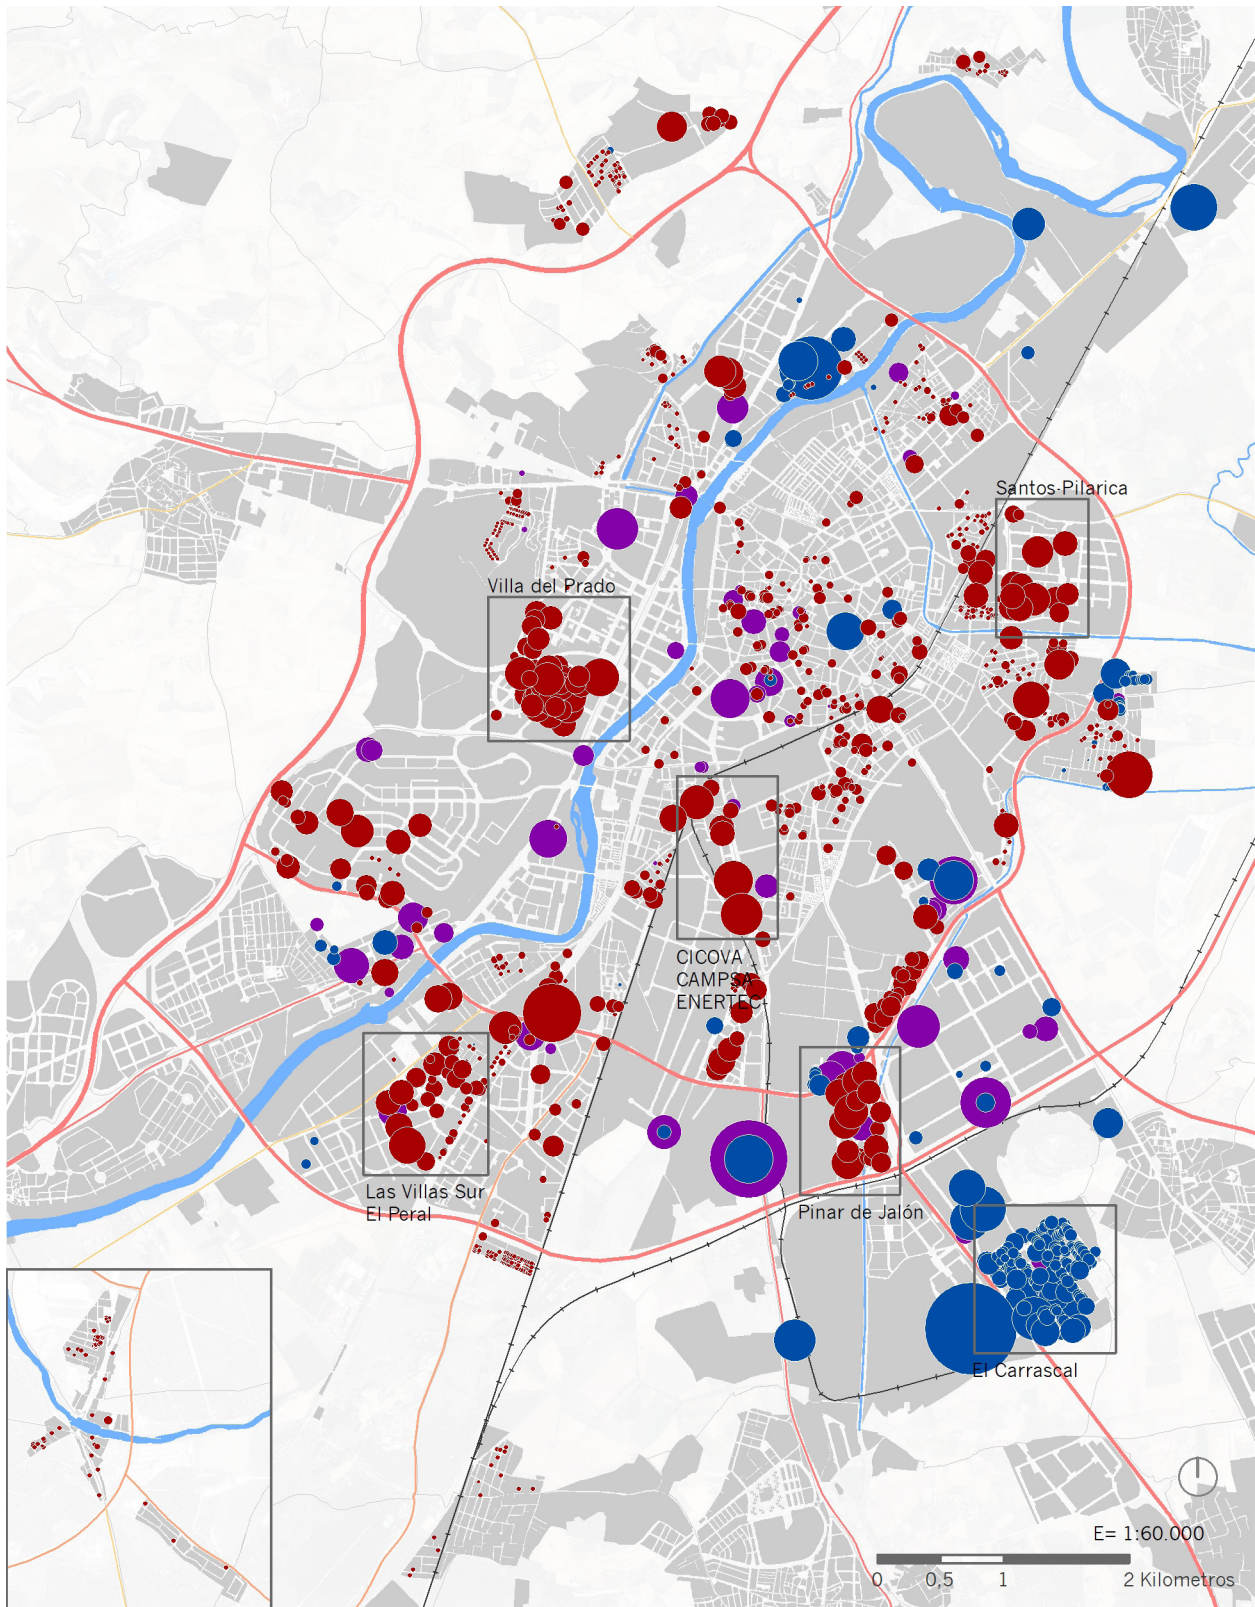 Santos-Pilarica
Villa del Prado
CICOVA
CAMPSA
ENERTEC
Las Villas Sur
El Peral
Pinar de Jalón
El Carrascal
E= 1:60.000
0 0,5 1 2 Kilometros